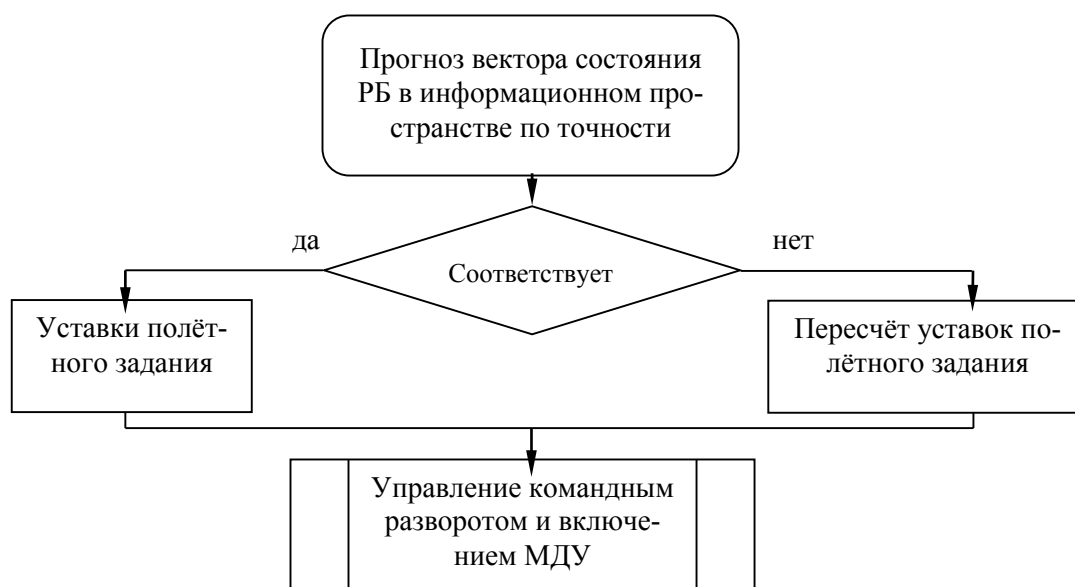 Прогноз вектора состояния
РБ в информационном про-
странстве по точности
да
нет
Соответствует
Уставки полёт-
ного задания
Пересчёт уставок по-
лётного задания
Управление командным
разворотом и включе-
нием МДУ